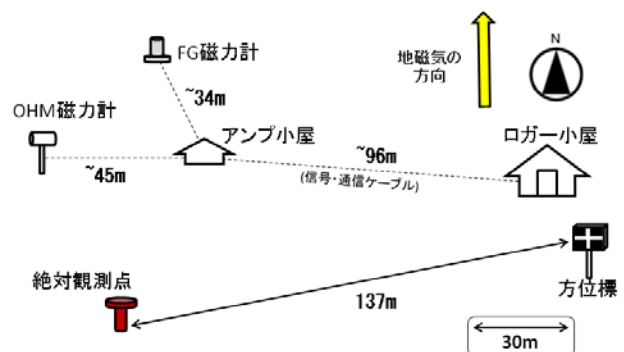 FG磁力計
~34m
地磁気の
方向
N
OHM磁力計
アンプ小屋
ロガー小屋
~45m
~96m
(信号・通信ケーブル)
絶対観測点
方位標
137m
30m